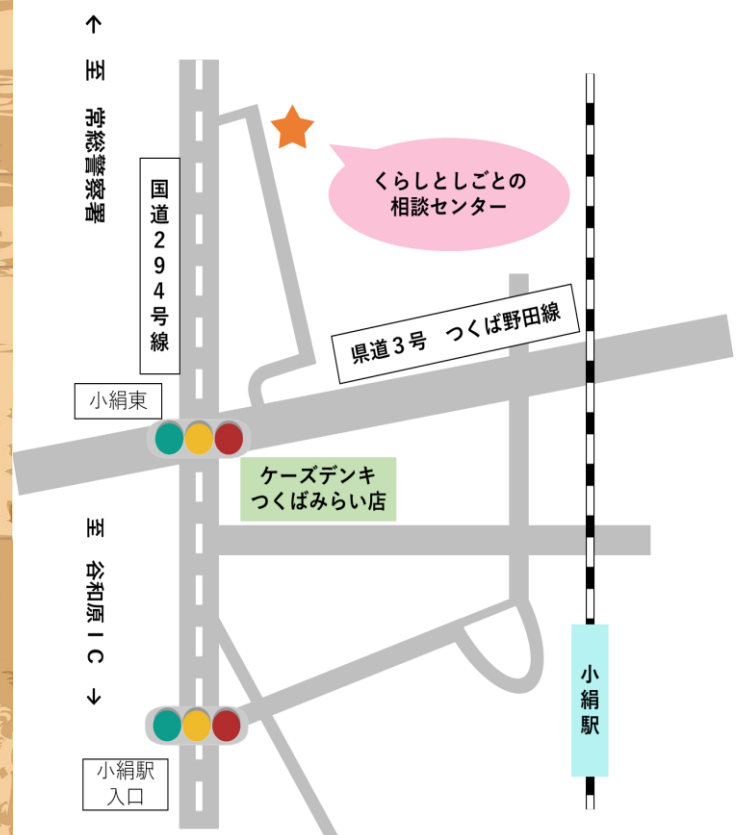 ← 至 常総警察署
国道294号線
くらしとしごとの
相談センター
県道3号 つくば野田線
小絹東
ケーズデンキ
つくばみらい店
至 谷和原IC →
小絹駅
小絹駅
入口